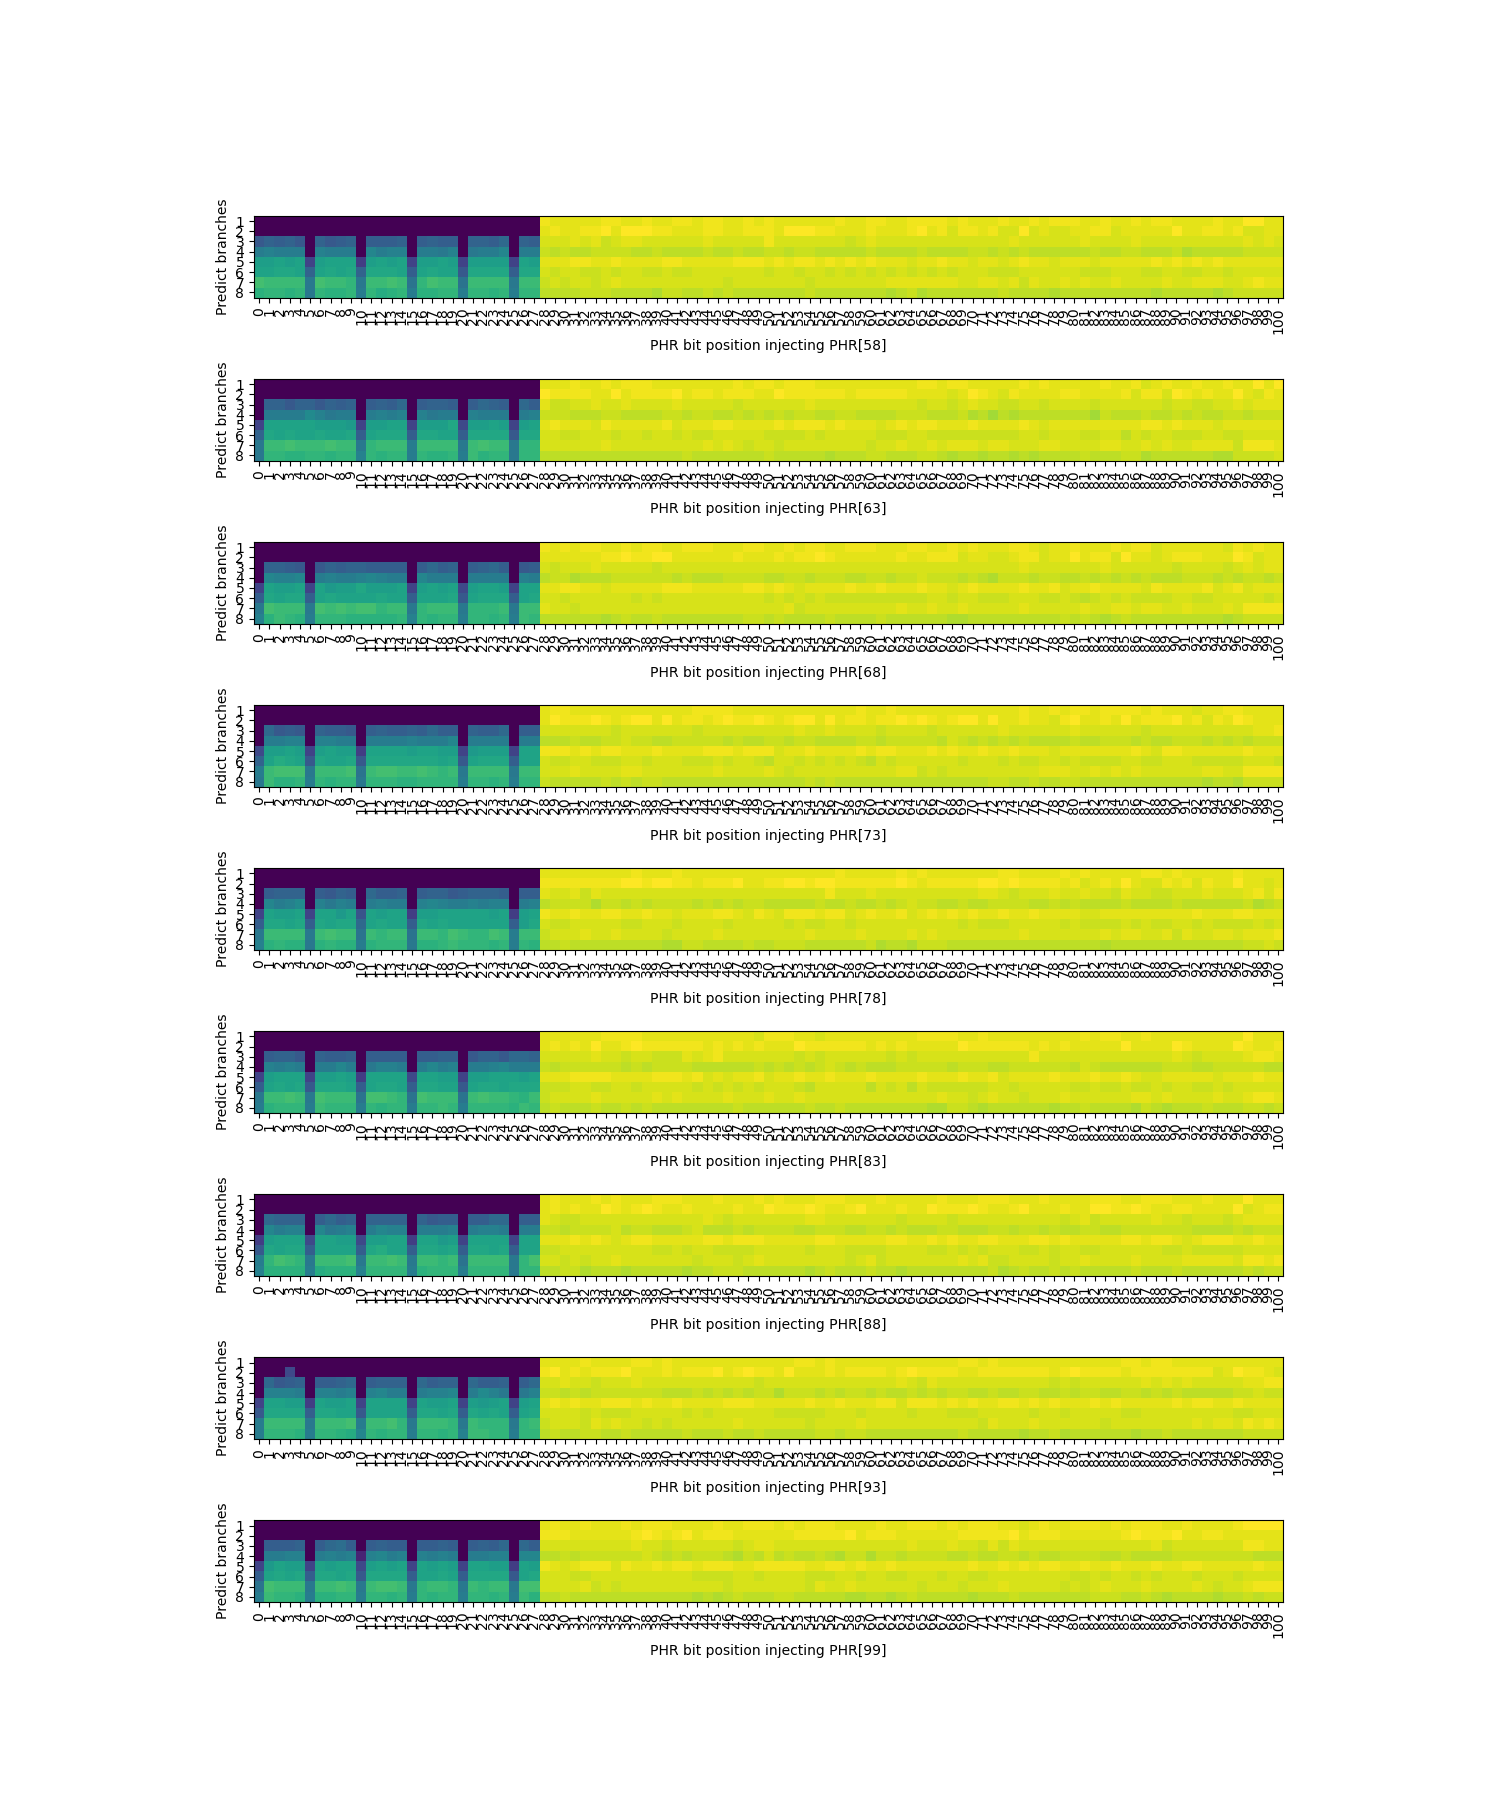 Predict branches
1
2
3
4
5
6
7
8
0 1 2 3 4 5 6 7 8 9 10 11 12 13 14 15 16 17 18 19 20 21 22 23 24 25 26 27 28 29 30 31 32 33 34 35 36 37 38 39 40 41 42 43 44 45 46 47 48 49 50 51 52 53 54 55 56 57 58 59 60 61 62 63 64 65 66 67 68 69 70 71 72 73 74 75 76 77 78 79 80 81 82 83 84 85 86 87 88 89 90 91 92 93 94 95 96 97 98 99 100
PHR bit position injecting PHR[58]
Predict branches
1
2
3
4
5
6
7
8
0 1 2 3 4 5 6 7 8 9 10 11 12 13 14 15 16 17 18 19 20 21 22 23 24 25 26 27 28 29 30 31 32 33 34 35 36 37 38 39 40 41 42 43 44 45 46 47 48 49 50 51 52 53 54 55 56 57 58 59 60 61 62 63 64 65 66 67 68 69 70 71 72 73 74 75 76 77 78 79 80 81 82 83 84 85 86 87 88 89 90 91 92 93 94 95 96 97 98 99 100
PHR bit position injecting PHR[63]
Predict branches
1
2
3
4
5
6
7
8
0 1 2 3 4 5 6 7 8 9 10 11 12 13 14 15 16 17 18 19 20 21 22 23 24 25 26 27 28 29 30 31 32 33 34 35 36 37 38 39 40 41 42 43 44 45 46 47 48 49 50 51 52 53 54 55 56 57 58 59 60 61 62 63 64 65 66 67 68 69 70 71 72 73 74 75 76 77 78 79 80 81 82 83 84 85 86 87 88 89 90 91 92 93 94 95 96 97 98 99 100
PHR bit position injecting PHR[68]
Predict branches
1
2
3
4
5
6
7
8
0 1 2 3 4 5 6 7 8 9 10 11 12 13 14 15 16 17 18 19 20 21 22 23 24 25 26 27 28 29 30 31 32 33 34 35 36 37 38 39 40 41 42 43 44 45 46 47 48 49 50 51 52 53 54 55 56 57 58 59 60 61 62 63 64 65 66 67 68 69 70 71 72 73 74 75 76 77 78 79 80 81 82 83 84 85 86 87 88 89 90 91 92 93 94 95 96 97 98 99 100
PHR bit position injecting PHR[73]
Predict branches
1
2
3
4
5
6
7
8
0 1 2 3 4 5 6 7 8 9 10 11 12 13 14 15 16 17 18 19 20 21 22 23 24 25 26 27 28 29 30 31 32 33 34 35 36 37 38 39 40 41 42 43 44 45 46 47 48 49 50 51 52 53 54 55 56 57 58 59 60 61 62 63 64 65 66 67 68 69 70 71 72 73 74 75 76 77 78 79 80 81 82 83 84 85 86 87 88 89 90 91 92 93 94 95 96 97 98 99 100
PHR bit position injecting PHR[78]
Predict branches
1
2
3
4
5
6
7
8
0 1 2 3 4 5 6 7 8 9 10 11 12 13 14 15 16 17 18 19 20 21 22 23 24 25 26 27 28 29 30 31 32 33 34 35 36 37 38 39 40 41 42 43 44 45 46 47 48 49 50 51 52 53 54 55 56 57 58 59 60 61 62 63 64 65 66 67 68 69 70 71 72 73 74 75 76 77 78 79 80 81 82 83 84 85 86 87 88 89 90 91 92 93 94 95 96 97 98 99 100
PHR bit position injecting PHR[83]
Predict branches
1
2
3
4
5
6
7
8
0 1 2 3 4 5 6 7 8 9 10 11 12 13 14 15 16 17 18 19 20 21 22 23 24 25 26 27 28 29 30 31 32 33 34 35 36 37 38 39 40 41 42 43 44 45 46 47 48 49 50 51 52 53 54 55 56 57 58 59 60 61 62 63 64 65 66 67 68 69 70 71 72 73 74 75 76 77 78 79 80 81 82 83 84 85 86 87 88 89 90 91 92 93 94 95 96 97 98 99 100
PHR bit position injecting PHR[88]
Predict branches
1
2
3
4
5
6
7
8
0 1 2 3 4 5 6 7 8 9 10 11 12 13 14 15 16 17 18 19 20 21 22 23 24 25 26 27 28 29 30 31 32 33 34 35 36 37 38 39 40 41 42 43 44 45 46 47 48 49 50 51 52 53 54 55 56 57 58 59 60 61 62 63 64 65 66 67 68 69 70 71 72 73 74 75 76 77 78 79 80 81 82 83 84 85 86 87 88 89 90 91 92 93 94 95 96 97 98 99 100
PHR bit position injecting PHR[93]
Predict branches
1
2
3
4
5
6
7
8
0 1 2 3 4 5 6 7 8 9 10 11 12 13 14 15 16 17 18 19 20 21 22 23 24 25 26 27 28 29 30 31 32 33 34 35 36 37 38 39 40 41 42 43 44 45 46 47 48 49 50 51 52 53 54 55 56 57 58 59 60 61 62 63 64 65 66 67 68 69 70 71 72 73 74 75 76 77 78 79 80 81 82 83 84 85 86 87 88 89 90 91 92 93 94 95 96 97 98 99 100
PHR bit position injecting PHR[99]